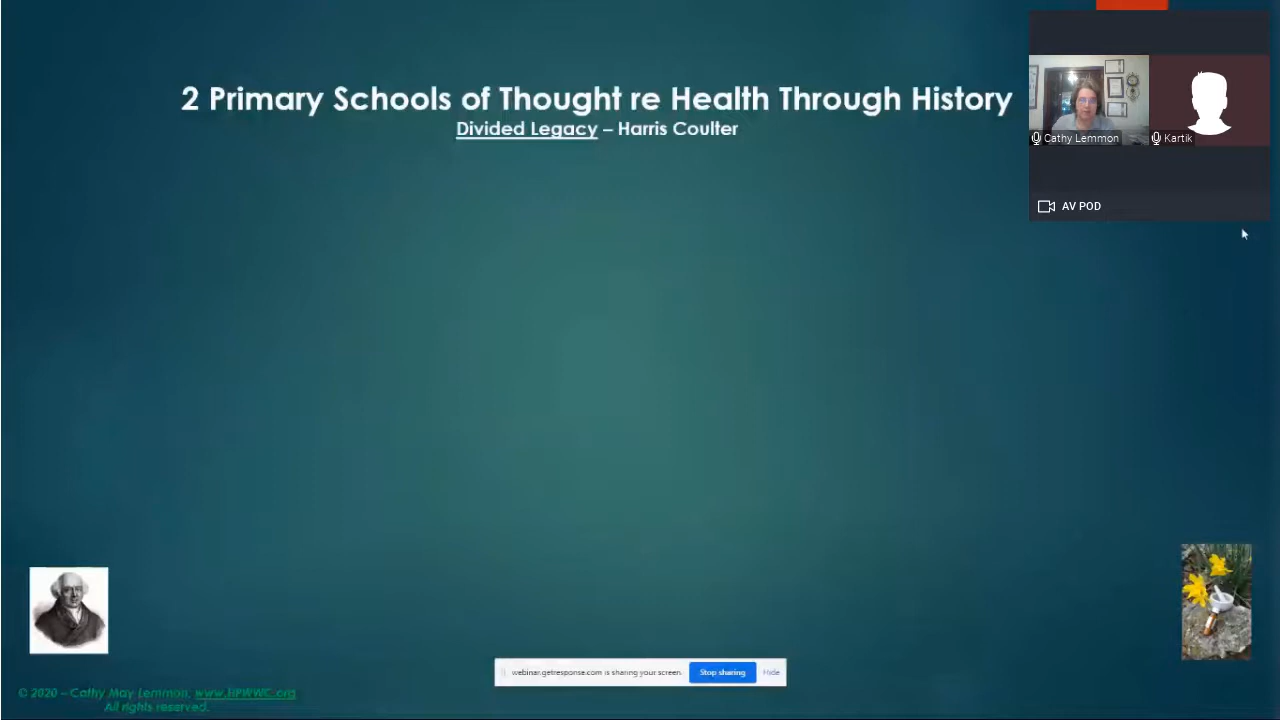 2 Primary Schools of Thought re Health Through History
Divided Legacy – Harris Coulter
Cathy Lemmon
Kartik
AV POD
webinar.getresponse.com is sharing your screen.
Stop sharing
Hide
© 2020 – Cathy May Lemmon; www.HPWWC.org
All rights reserved.